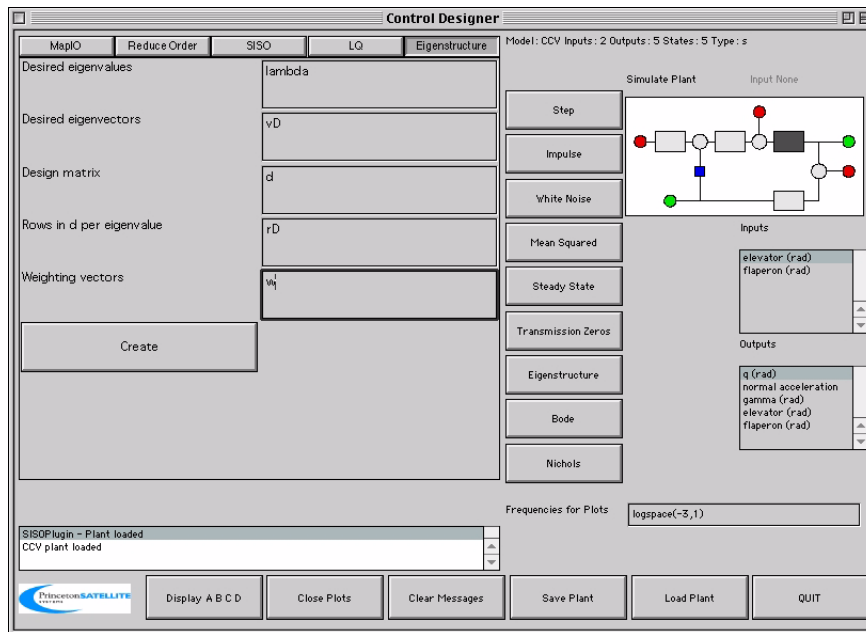 Control Designer
MapIO
Reduce Order
SISO
LQ
Eigenstructure
Model : CCV Inputs : 2 Outputs : 5 States : 5 Type : s
Desired eigenvalues
lambda
Desired eigenvectors
vD
Design matrix
d
Rows in d per eigenvalue
rD
Weighting vectors
w
Create
Simulate Plant
Input None
Step
Impulse
White Noise
Mean Squared
Steady State
Transmission Zeros
Eigenstructure
Bode
Nichols
Inputs
elevator (rad)
flaperon (rad)
Outputs
q (rad)
normal acceleration
gamma (rad)
elevator (rad)
flaperon (rad)
Frequencies for Plots
logspace(-3,1)
SISOPlugin - Plant loaded
CCV plant loaded
PrincetonSATELLITE
SYSTEMS
Display A B C D
Close Plots
Clear Messages
Save Plant
Load Plant
QUIT